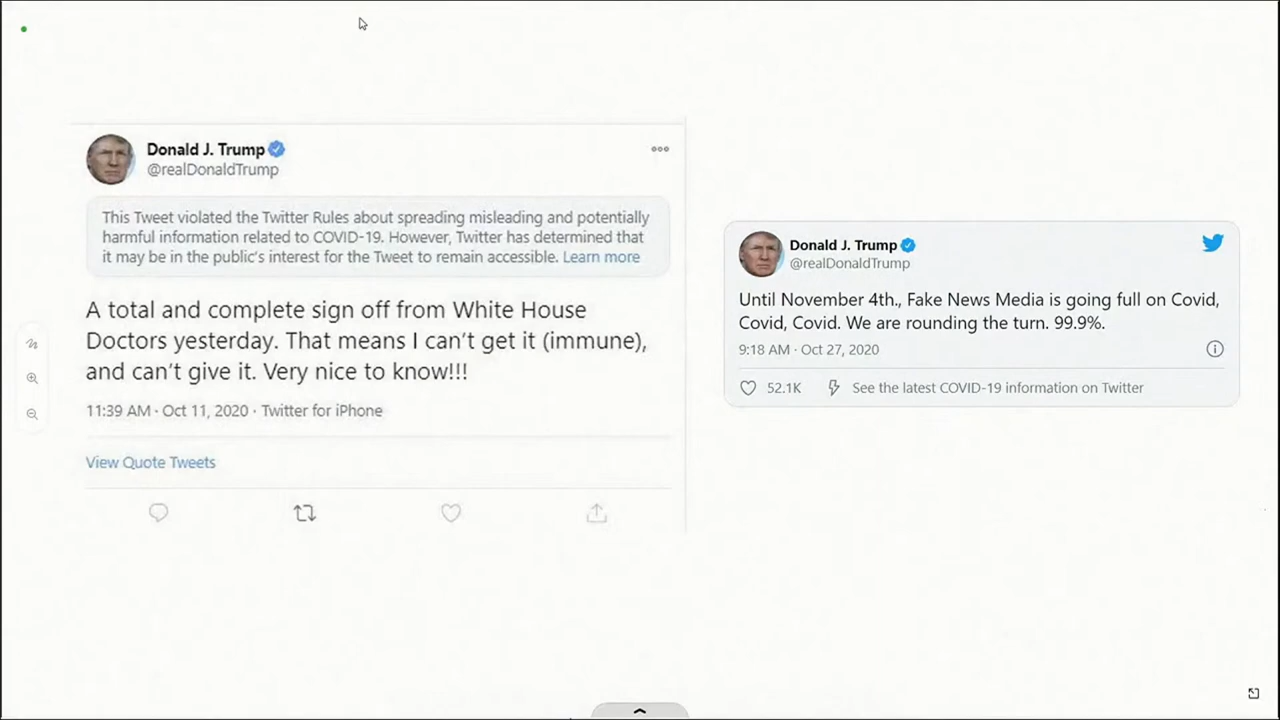 Donald J. Trump
@realDonaldTrump
This Tweet violated the Twitter Rules about spreading misleading and potentially
harmful information related to COVID-19. However, Twitter has determined that
it may be in the public's interest for the Tweet to remain accessible. Learn more
A total and complete sign off from White House
Doctors yesterday. That means I can't get it (immune),
and can't give it. Very nice to know!!!
11:39 AM · Oct 11, 2020 · Twitter for iPhone
View Quote Tweets
Donald J. Trump
@realDonaldTrump
Until November 4th., Fake News Media is going full on Covid,
Covid, Covid. We are rounding the turn. 99.9%.
9:18 AM · Oct 27, 2020
52.1K See the latest COVID-19 information on Twitter